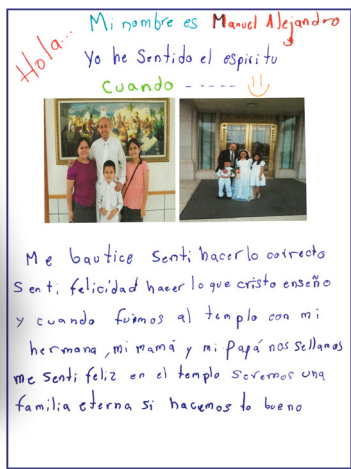 Hola...
Mi nombre es Manuel Alejandro
Yo he Sentido el espiritu
Cuando -----
Me bautice Senti hacer lo correcto
Senti felicidad hacer lo que cristo enseño
y cuando fuimos al templo con mi
hermana, mi mamá y mi papá nos sellamos
me Senti feliz en el templo Seremos una
familia eterna si hacemos lo bueno